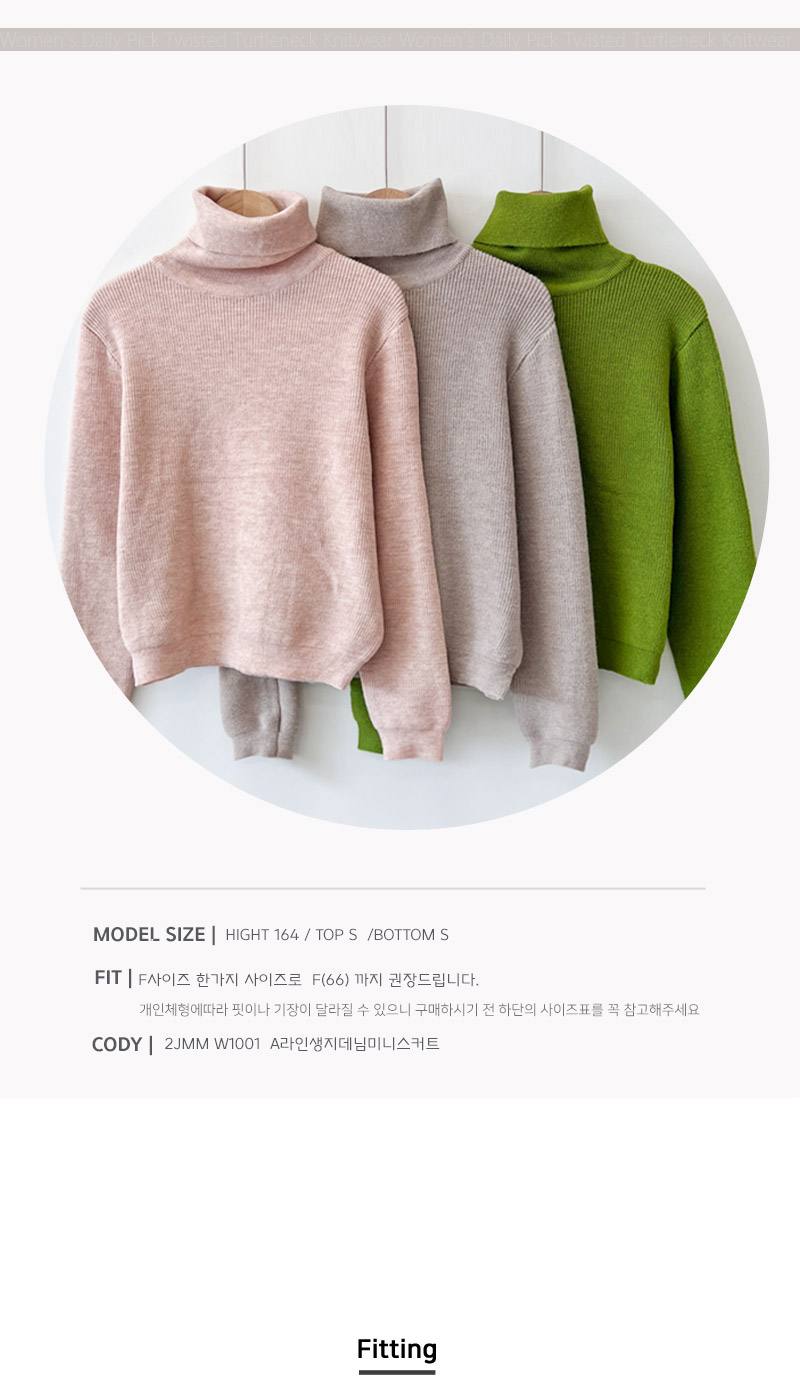 Women's Daily Pick Twisted Turtleneck Knitwear Women's Daily Pick Twisted Turtleneck Knitwear
MODEL SIZE | HIGHT 164 / TOP S /BOTTOM S
FIT | F사이즈 한가지 사이즈로 F(66) 까지 권장드립니다.
개인체형에따라 핏이나 기장이 달라질 수 있으니 구매하시기 전 하단의 사이즈표를 꼭 참고해주세요
CODY | 2JMM W1001 A라인생지데님미니스커트
Fitting